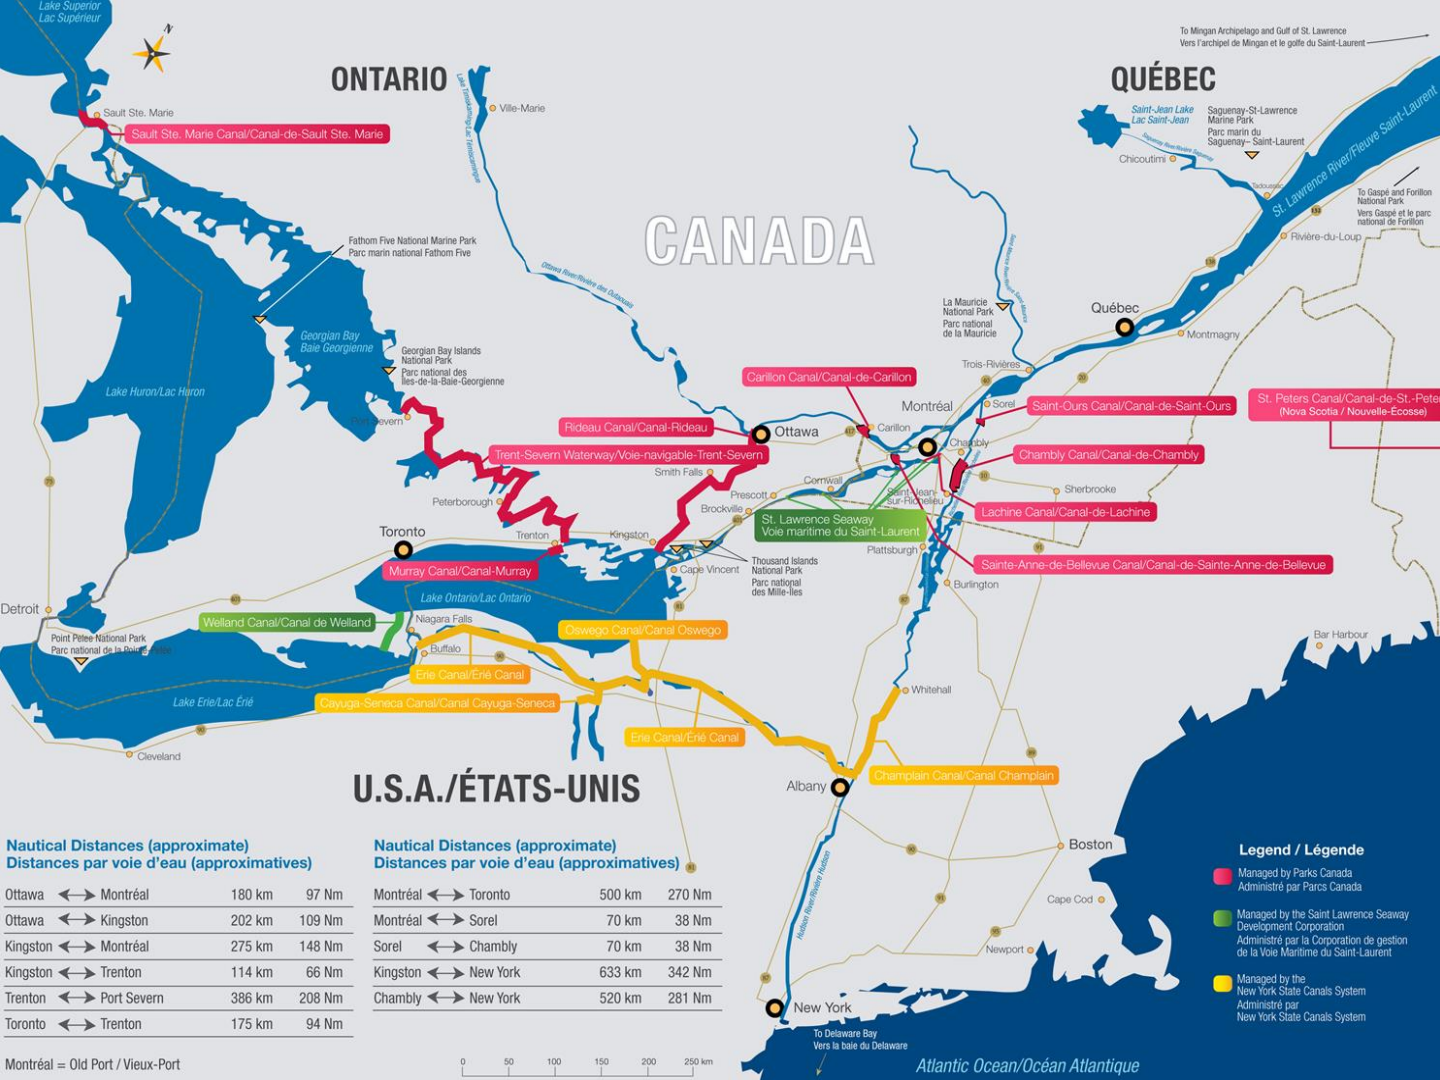 Lake Superior
Lac Supérieur
N
ONTARIO
QUÉBEC
CANADA
U.S.A./ÉTATS-UNIS
To Mingan Archipelago and Gulf of St. Lawrence
Vers l'archipel de Mingan et le golfe du Saint-Laurent
Sault Ste. Marie
Sault Ste. Marie Canal/Canal-de-Sault Ste. Marie
Lake Timiskaming/Lac Témiscamingue
Ville-Marie
Saint-Jean Lake
Lac Saint-Jean
Saguenay-St-Lawrence
Marine Park
Parc marin du
Saguenay– Saint-Laurent
Saguenay River/Rivière Saguenay
Chicoutimi
Tadoussac
St. Lawrence River/Fleuve Saint-Laurent
To Gaspé and Forillon
National Park
Vers Gaspé et le parc
national de Forillon
Rivière-du-Loup
Fathom Five National Marine Park
Parc marin national Fathom Five
Ottawa River/Rivière des Outaouais
La Mauricie
National Park
Parc national
de la Mauricie
Québec
Montmagny
Georgian Bay
Baie Georgienne
Georgian Bay Islands
National Park
Parc national des
Îles-de-la-Baie-Georgienne
Lake Huron/Lac Huron
Port Severn
Trois-Rivières
Carillon Canal/Canal-de-Carillon
Montréal
Sorel
Saint-Ours Canal/Canal-de-Saint-Ours
St. Peters Canal/Canal-de-St.-Peter
(Nova Scotia / Nouvelle-Écosse)
Rideau Canal/Canal-Rideau
Ottawa
Carillon
Chambly
Trent-Severn Waterway/Voie-navigable-Trent-Severn
Chambly Canal/Canal-de-Chambly
Smith Falls
Cornwall
Prescott
Brockville
Saint-Jean-
sur-Richelieu
Sherbrooke
Peterborough
Lachine Canal/Canal-de-Lachine
St. Lawrence Seaway
Voie maritime du Saint-Laurent
Toronto
Trenton
Kingston
Plattsburgh
Murray Canal/Canal-Murray
Cape Vincent
Thousand Islands
National Park
Parc national
des Mille-Îles
Sainte-Anne-de-Bellevue Canal/Canal-de-Sainte-Anne-de-Bellevue
Burlington
Lake Ontario/Lac Ontario
Detroit
Welland Canal/Canal de Welland
Niagara Falls
Oswego Canal/Canal Oswego
Point Pelee National Park
Parc national de la Pointe-Pelee
Buffalo
Bar Harbour
Erie Canal/Érié Canal
Lake Erie/Lac Érié
Cayuga-Seneca Canal/Canal Cayuga-Seneca
Whitehall
Erie Canal/Érié Canal
Cleveland
Albany
Champlain Canal/Canal Champlain
Boston
Hudson River/Rivière Hudson
Cape Cod
Newport
New York
To Delaware Bay
Vers la baie du Delaware
Atlantic Ocean/Océan Atlantique
Nautical Distances (approximate)
Distances par voie d'eau (approximatives)
Ottawa Montréal 180 km 97 Nm
Ottawa Kingston 202 km 109 Nm
Kingston Montréal 275 km 148 Nm
Kingston Trenton 114 km 66 Nm
Trenton Port Severn 386 km 208 Nm
Toronto Trenton 175 km 94 Nm
Montréal = Old Port / Vieux-Port
Nautical Distances (approximate)
Distances par voie d'eau (approximatives)
Montréal Toronto 500 km 270 Nm
Montréal Sorel 70 km 38 Nm
Sorel Chambly 70 km 38 Nm
Kingston New York 633 km 342 Nm
Chambly New York 520 km 281 Nm
0 50 100 150 200 250 km
Legend / Légende
Managed by Parks Canada
Administré par Parcs Canada
Managed by the Saint Lawrence Seaway
Development Corporation
Administré par la Corporation de gestion
de la Voie Maritime du Saint-Laurent
Managed by the
New York State Canals System
Administré par
New York State Canals System